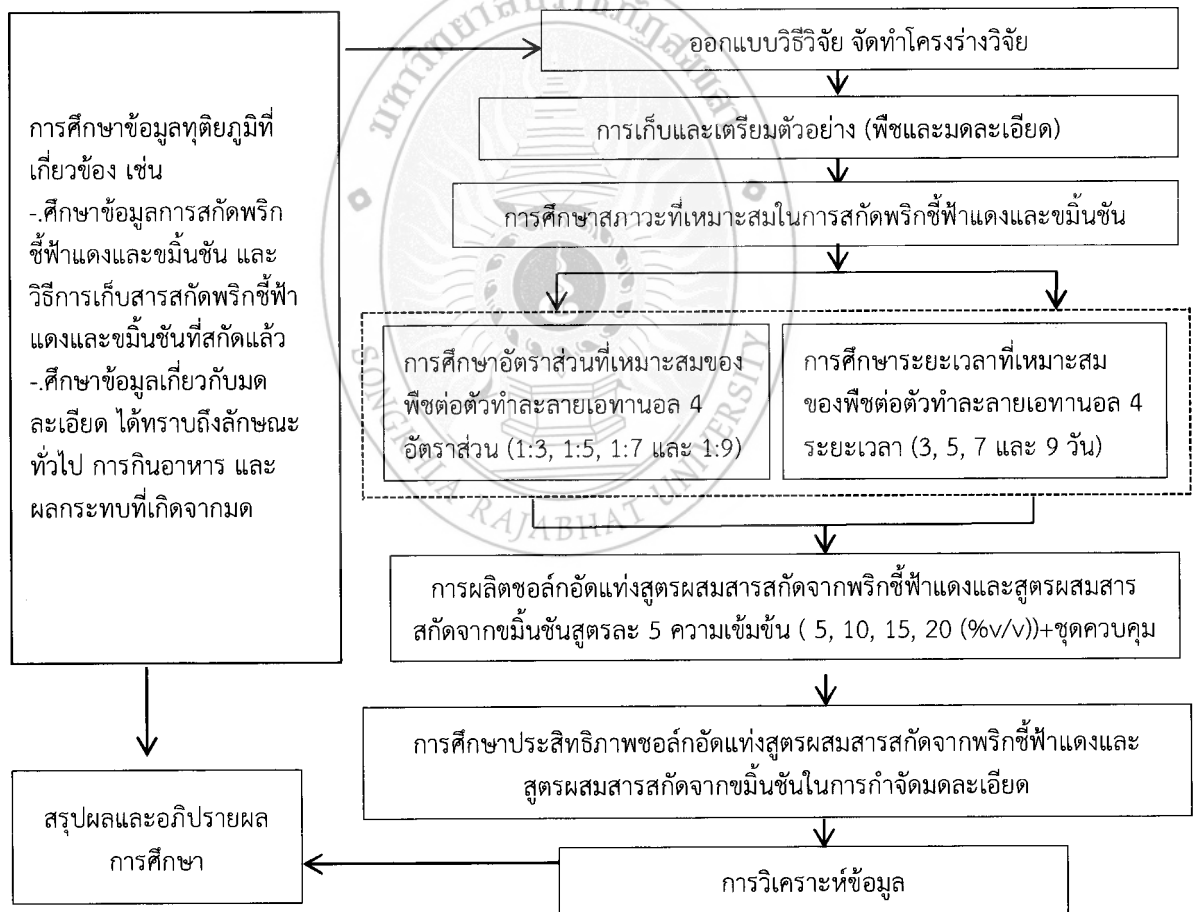 การศึกษาข้อมูลทุติยภูมิที่
เกี่ยวข้อง เช่น
-.ศึกษาข้อมูลการสกัดพริก
ชี้ฟ้าแดงและขมิ้นชัน และ
วิธีการเก็บสารสกัดพริกชี้ฟ้า
แดงและขมิ้นชันที่สกัดแล้ว
-.ศึกษาข้อมูลเกี่ยวกับมด
ละเอียด ได้ทราบถึงลักษณะ
ทั่วไป การกินอาหาร และ
ผลกระทบที่เกิดจากมด
ออกแบบวิธีวิจัย จัดทำโครงร่างวิจัย
การเก็บและเตรียมตัวอย่าง (พืชและมดละเอียด)
การศึกษาสภาวะที่เหมาะสมในการสกัดพริกชี้ฟ้าแดงและขมิ้นชัน
การศึกษาอัตราส่วนที่เหมาะสมของ
พืชต่อตัวทำละลายเอทานอล 4
อัตราส่วน (1:3, 1:5, 1:7 และ 1:9)
การศึกษาระยะเวลาที่เหมาะสม
ของพืชต่อตัวทำละลายเอทานอล 4
ระยะเวลา (3, 5, 7 และ 9 วัน)
การผลิตชอล์กอัดแท่งสูตรผสมสารสกัดจากพริกชี้ฟ้าแดงและสูตรผสมสาร
สกัดจากขมิ้นชันสูตรละ 5 ความเข้มข้น ( 5, 10, 15, 20 (%v/v))+ชุดควบคุม
การศึกษาประสิทธิภาพชอล์กอัดแท่งสูตรผสมสารสกัดจากพริกชี้ฟ้าแดงและ
สูตรผสมสารสกัดจากขมิ้นชันในการกำจัดมดละเอียด
การวิเคราะห์ข้อมูล
สรุปผลและอภิปรายผล
การศึกษา
มหาวิทยาลัยราชภัฏสงขลา
SONGKHLA RAJABHAT UNIVERSITY